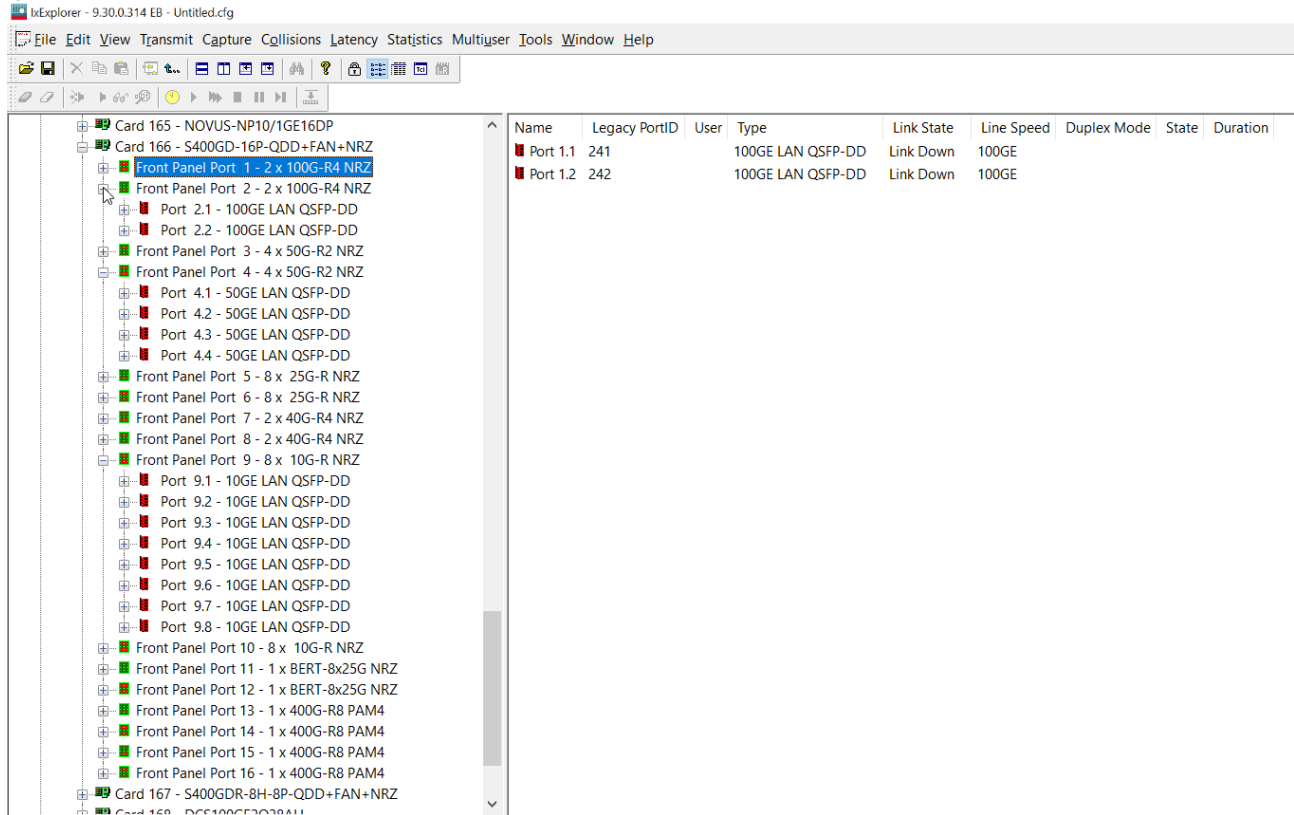 IxExplorer - 9.30.0.314 EB - Untitled.cfg
File Edit View Transmit Capture Collisions Latency Statistics Multiuser Tools Window Help
Card 165 - NOVUS-NP10/1GE16DP
Card 166 - S400GD-16P-QDD+FAN+NRZ
Front Panel Port 1 - 2 x 100G-R4 NRZ
Front Panel Port 2 - 2 x 100G-R4 NRZ
Port 2.1 - 100GE LAN QSFP-DD
Port 2.2 - 100GE LAN QSFP-DD
Front Panel Port 3 - 4 x 50G-R2 NRZ
Front Panel Port 4 - 4 x 50G-R2 NRZ
Port 4.1 - 50GE LAN QSFP-DD
Port 4.2 - 50GE LAN QSFP-DD
Port 4.3 - 50GE LAN QSFP-DD
Port 4.4 - 50GE LAN QSFP-DD
Front Panel Port 5 - 8 x 25G-R NRZ
Front Panel Port 6 - 8 x 25G-R NRZ
Front Panel Port 7 - 2 x 40G-R4 NRZ
Front Panel Port 8 - 2 x 40G-R4 NRZ
Front Panel Port 9 - 8 x 10G-R NRZ
Port 9.1 - 10GE LAN QSFP-DD
Port 9.2 - 10GE LAN QSFP-DD
Port 9.3 - 10GE LAN QSFP-DD
Port 9.4 - 10GE LAN QSFP-DD
Port 9.5 - 10GE LAN QSFP-DD
Port 9.6 - 10GE LAN QSFP-DD
Port 9.7 - 10GE LAN QSFP-DD
Port 9.8 - 10GE LAN QSFP-DD
Front Panel Port 10 - 8 x 10G-R NRZ
Front Panel Port 11 - 1 x BERT-8x25G NRZ
Front Panel Port 12 - 1 x BERT-8x25G NRZ
Front Panel Port 13 - 1 x 400G-R8 PAM4
Front Panel Port 14 - 1 x 400G-R8 PAM4
Front Panel Port 15 - 1 x 400G-R8 PAM4
Front Panel Port 16 - 1 x 400G-R8 PAM4
Card 167 - S400GDR-8H-8P-QDD+FAN+NRZ
Card 168 -
Name Legacy PortID User Type Link State Line Speed Duplex Mode State Duration
Port 1.1 241 100GE LAN QSFP-DD Link Down 100GE
Port 1.2 242 100GE LAN QSFP-DD Link Down 100GE